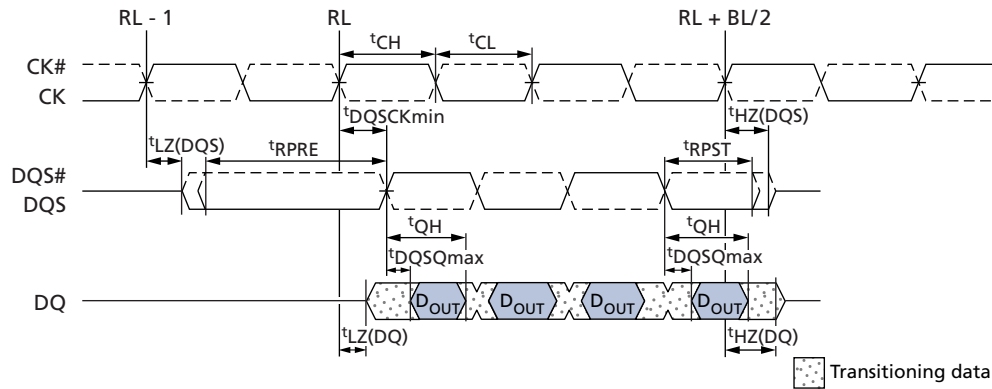 RL - 1 RL RL + BL/2
tCH tCL
CK#
CK
tDQSCKmin tHZ(DQS)
tLZ(DQS) tRPRE tRPST
DQS#
DQS
tQH tQH
tDQSQmax tDQSQmax
DQ DOUT DOUT DOUT DOUT
tLZ(DQ) tHZ(DQ)
Transitioning data